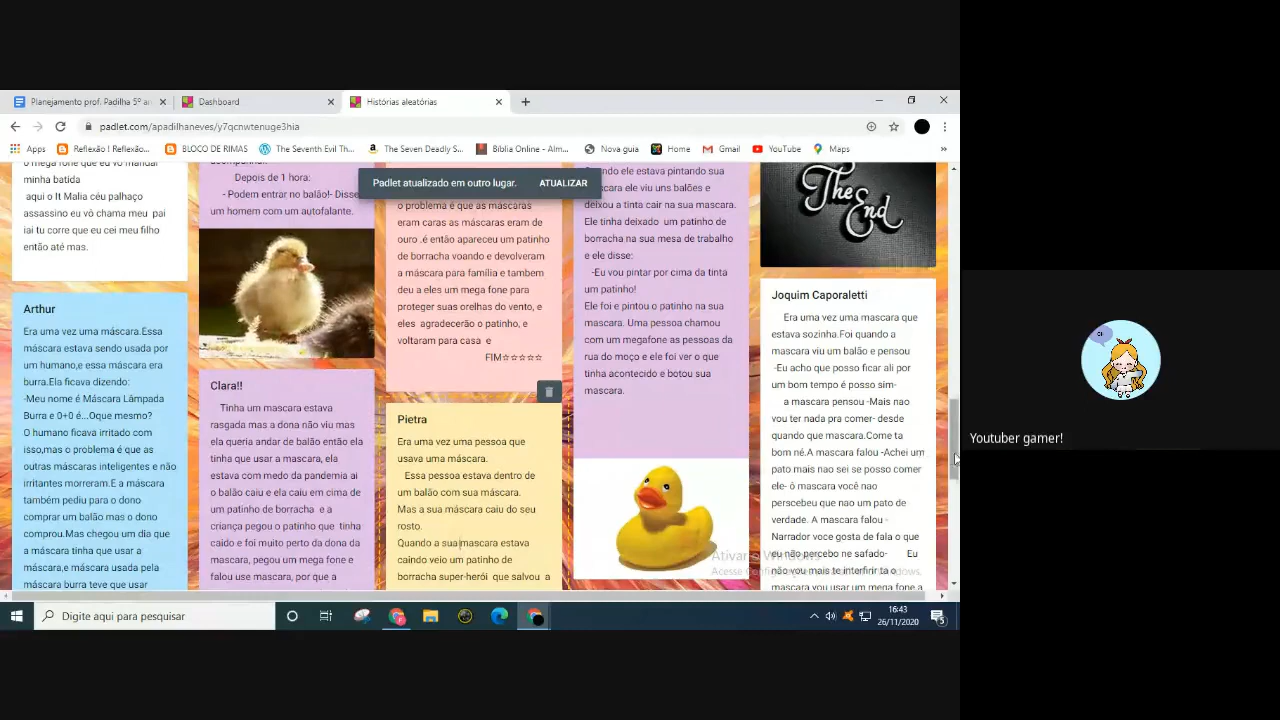 Planejamento prof. Padilha 5º an
Dashboard
Histórias aleatórias
padlet.com/apadilhaneves/y7qcnwtenuge3hia
Apps
Reflexão ! Reflexão...
BLOCO DE RIMAS
The Seventh Evil Th...
The Seven Deadly S...
Bíblia Online - Alm...
Nova guia
Home
Gmail
YouTube
Maps
»
Padlet atualizado em outro lugar.
ATUALIZAR
o mega fone que eu vo mandar
minha batida
aqui o It Malia céu palhaço
assassino eu vô chama meu pai
iai tu corre que eu cei meu filho
então até mas.
Arthur
Era uma vez uma máscara.Essa
máscara estava sendo usada por
um humano,e essa máscara era
burra.Ela ficava dizendo:
-Meu nome é Máscara Lâmpada
Burra e 0+0 é...Oque mesmo?
O humano ficava irritado com
isso,mas o problema é que as
outras máscaras inteligentes e não
irritantes morreram.E a máscara
também pediu para o dono
comprar um balão mas o dono
comprou.Mas chegou um dia que
a máscara tinha que usar a
máscara,e máscara usada pela
máscara burra teve que usar
Depois de 1 hora:
- Podem entrar no balão!- Disse
um homem com um autofalante.
Clara!!
Tinha um mascara estava
rasgada mas a dona não viu mas
ela queria andar de balão então ela
tinha que usar a mascara, ela
estava com medo da pandemia ai
o balão caiu e ela caiu em cima de
um patinho de borracha e a
criança pegou o patinho que tinha
caido e foi muito perto da dona da
mascara, pegou um mega fone e
falou use mascara, por que a
o problema é que as máscaras
eram caras as máscaras.eram de
ouro .é então apareceu um patinho
de borracha voando e devolveram
a máscara para família e tambem
deu a eles um mega fone para
proteger suas orelhas do vento, e
eles agradecerão o patinho, e
voltaram para casa e
FIM☆☆☆☆☆
Pietra
Era uma vez uma pessoa que
usava uma máscara.
Essa pessoa estava dentro de
um balão com sua máscara.
Mas a sua máscara caiu do seu
rosto.
Quando a sua mascara estava
caindo veio um patinho de
borracha super-herói que salvou a
ele estava pintando sua
ele viu uns balões e
deixou a tinta cair na sua mascara.
Ele tinha deixado um patinho de
borracha na sua mesa de trabalho
e ele disse:
-Eu vou pintar por cima da tinta
um patinho!
Ele foi e pintou o patinho na sua
mascara. Uma pessoa chamou
com um megafone as pessoas da
rua do moço e ele foi ver o que
tinha acontecido e botou sua
mascara.
The
End
Joquim Caporaletti
Era uma vez uma mascara que
estava sozinha.Foi quando a
mascara viu um balão e pensou
-Eu acho que posso ficar ali por
um bom tempo é posso sim-
a mascara pensou -Mais nao
vou ter nada pra comer- desde
quando que mascara.Come ta
bom né.A mascara falou -Achei um
pato mais nao sei se posso comer
ele- ô mascara você nao
perscebeu que nao um pato de
verdade. A mascara falou -
Narrador voce gosta de fala o que
eu não percebo ne safado- Eu
não vou mais te interfiri tá o
mascara vou usar um mega fone a
Ativar o Windows
Acesse Configurações
Windows.
Youtuber gamer!
Digite aqui para pesquisar
16:43
26/11/2020
5